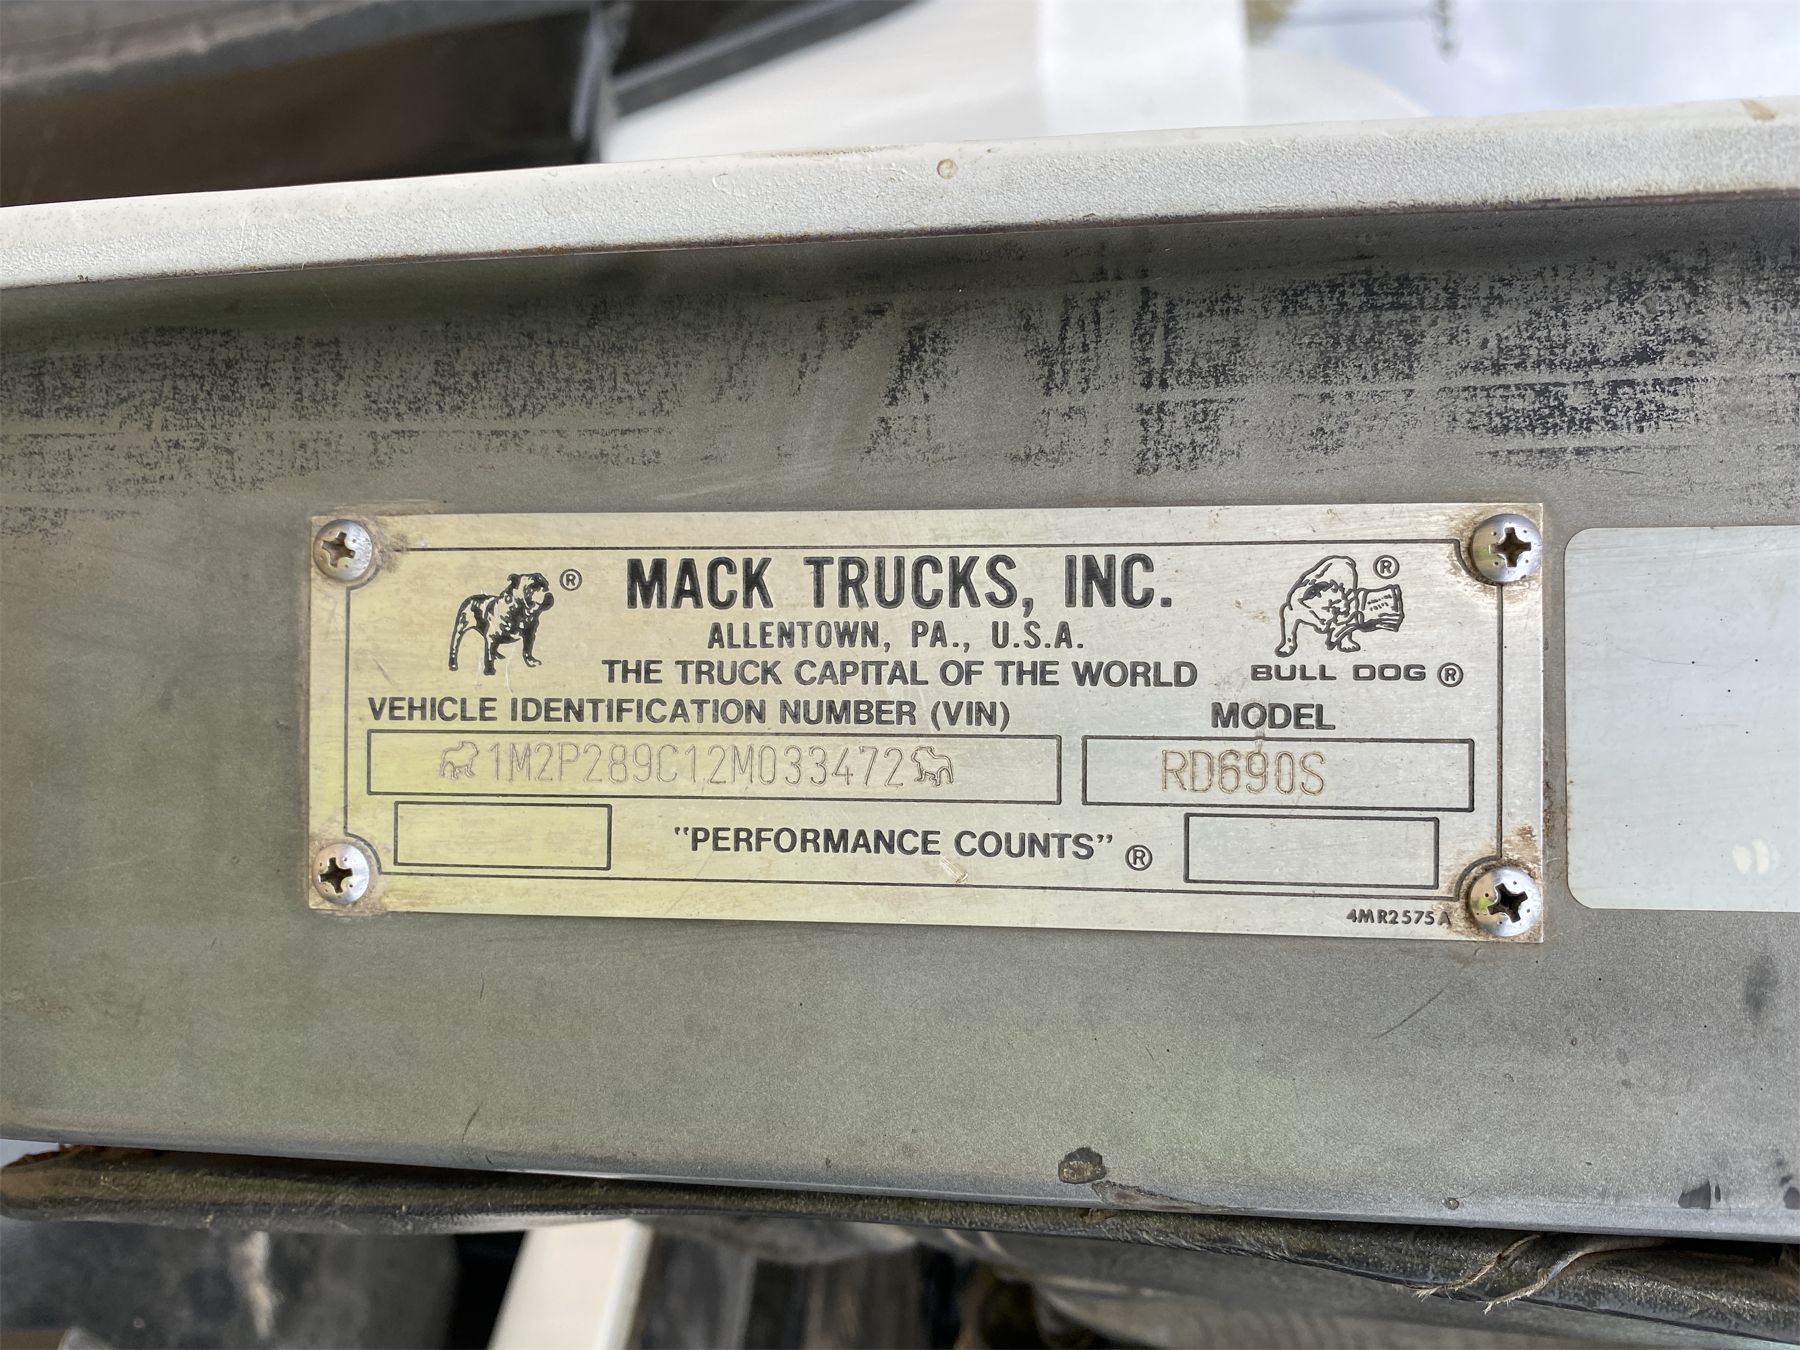 ® MACK TRUCKS, INC. ®
ALLENTOWN, PA., U.S.A.
THE TRUCK CAPITAL OF THE WORLD BULL DOG ®
VEHICLE IDENTIFICATION NUMBER (VIN) MODEL
1M2P289C12M033472 RD690S
"PERFORMANCE COUNTS" ®
4MR2575A